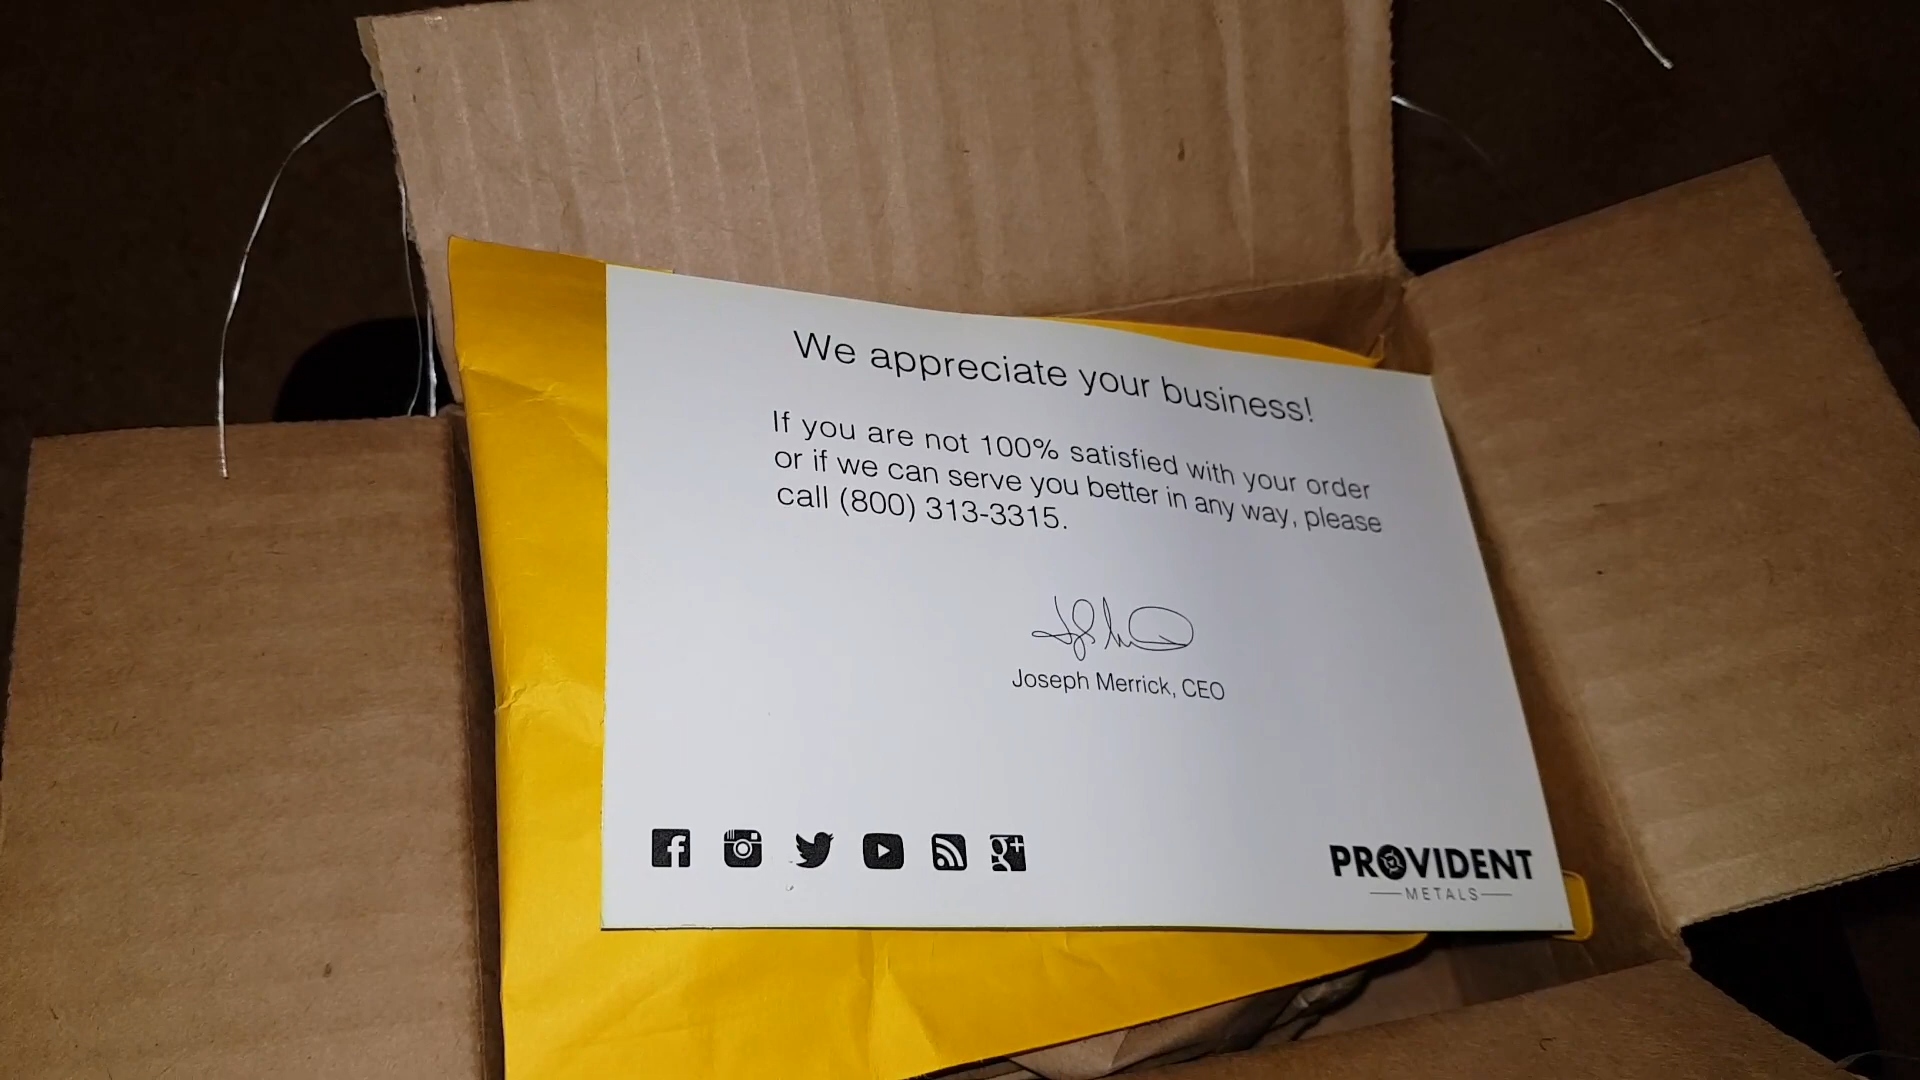 We appreciate your business!
If you are not 100% satisfied with your order
or if we can serve you better in any way, please
call (800) 313-3315.
Joseph Merrick, CEO
PROVIDENT
METALS